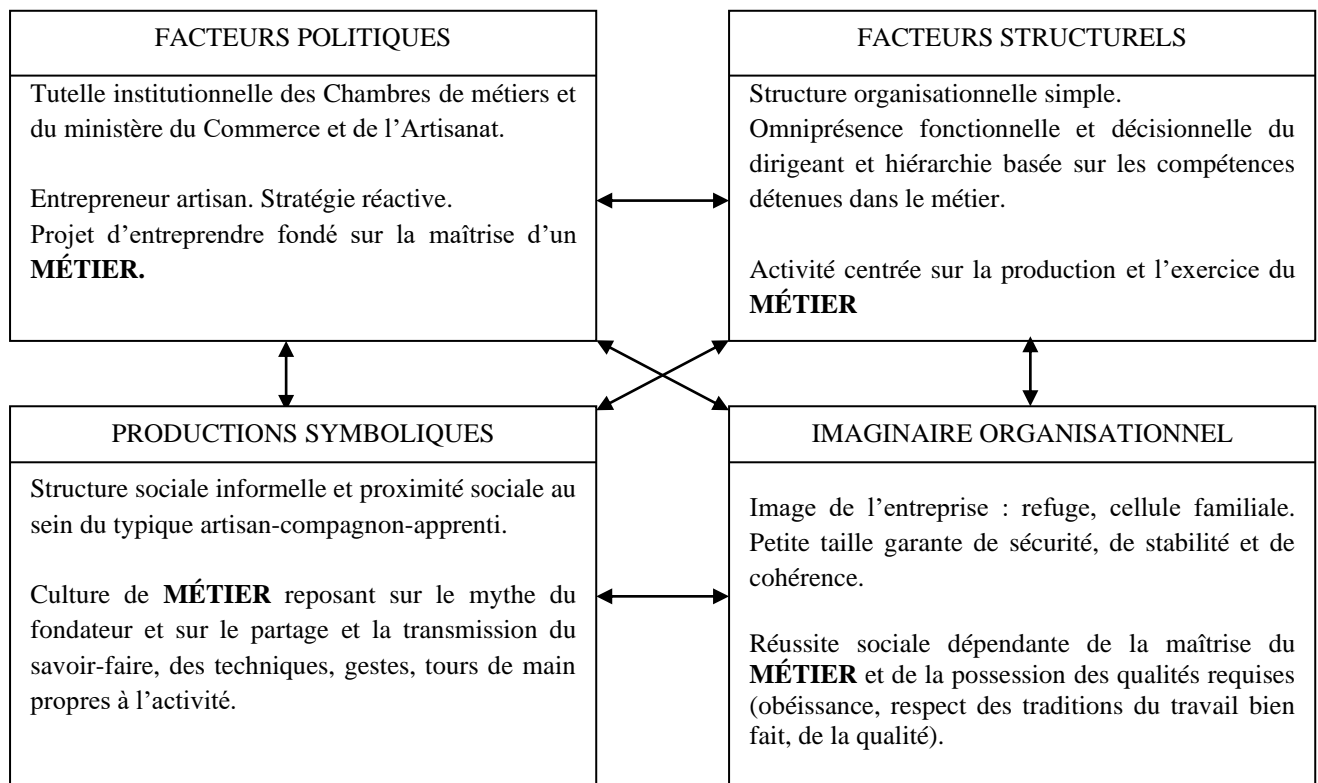 FACTEURS POLITIQUES
Tutelle institutionnelle des Chambres de métiers et
du ministère du Commerce et de l’Artisanat.
Entrepreneur artisan. Stratégie réactive.
Projet d’entreprendre fondé sur la maîtrise d’un
MÉTIER.
FACTEURS STRUCTURELS
Structure organisationnelle simple.
Omniprésence fonctionnelle et décisionnelle du
dirigeant et hiérarchie basée sur les compétences
détenues dans le métier.
Activité centrée sur la production et l’exercice du
MÉTIER
PRODUCTIONS SYMBOLIQUES
Structure sociale informelle et proximité sociale au
sein du typique artisan-compagnon-apprenti.
Culture de MÉTIER reposant sur le mythe du
fondateur et sur le partage et la transmission du
savoir-faire, des techniques, gestes, tours de main
propres à l’activité.
IMAGINAIRE ORGANISATIONNEL
Image de l’entreprise : refuge, cellule familiale.
Petite taille garante de sécurité, de stabilité et de
cohérence.
Réussite sociale dépendante de la maîtrise du
MÉTIER et de la possession des qualités requises
(obéissance, respect des traditions du travail bien
fait, de la qualité).